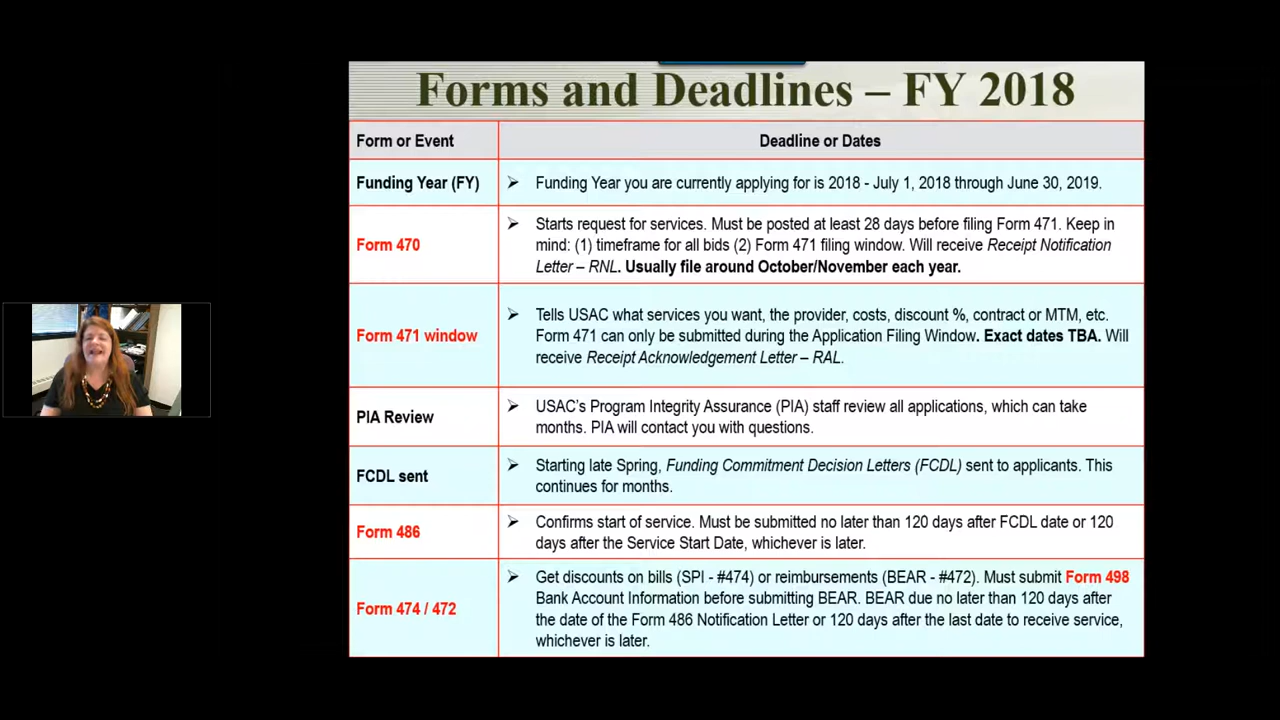 Forms and Deadlines – FY 2018
Form or Event
Deadline or Dates
Funding Year (FY)
➢ Funding Year you are currently applying for is 2018 - July 1, 2018 through June 30, 2019.
Form 470
➢ Starts request for services. Must be posted at least 28 days before filing Form 471. Keep in
mind: (1) timeframe for all bids (2) Form 471 filing window. Will receive Receipt Notification
Letter – RNL. Usually file around October/November each year.
Form 471 window
➢ Tells USAC what services you want, the provider, costs, discount %, contract or MTM, etc.
Form 471 can only be submitted during the Application Filing Window. Exact dates TBA. Will
receive Receipt Acknowledgement Letter – RAL.
PIA Review
➢ USAC's Program Integrity Assurance (PIA) staff review all applications, which can take
months. PIA will contact you with questions.
FCDL sent
➢ Starting late Spring, Funding Commitment Decision Letters (FCDL) sent to applicants. This
continues for months.
Form 486
➢ Confirms start of service. Must be submitted no later than 120 days after FCDL date or 120
days after the Service Start Date, whichever is later.
Form 474 / 472
➢ Get discounts on bills (SPI - #474) or reimbursements (BEAR - #472). Must submit Form 498
Bank Account Information before submitting BEAR. BEAR due no later than 120 days after
the date of the Form 486 Notification Letter or 120 days after the last date to receive service,
whichever is later.